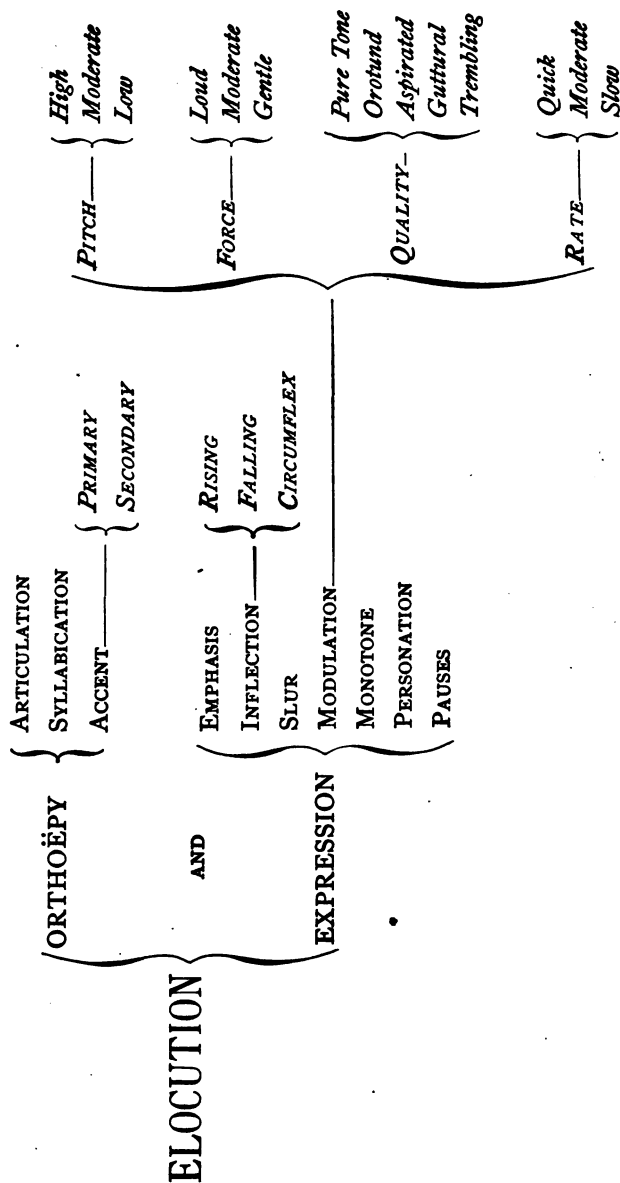 ELOCUTION
ORTHOËPY
AND
EXPRESSION
ARTICULATION
SYLLABICATION
ACCENT
PRIMARY
SECONDARY
EMPHASIS
INFLECTION
SLUR
MODULATION
MONOTONE
PERSONATION
PAUSES
RISING
FALLING
CIRCUMFLEX
PITCH
High
Moderate
Low
FORCE
Loud
Moderate
Gentle
QUALITY
Pure Tone
Orotund
Aspirated
Guttural
Trembling
RATE
Quick
Moderate
Slow